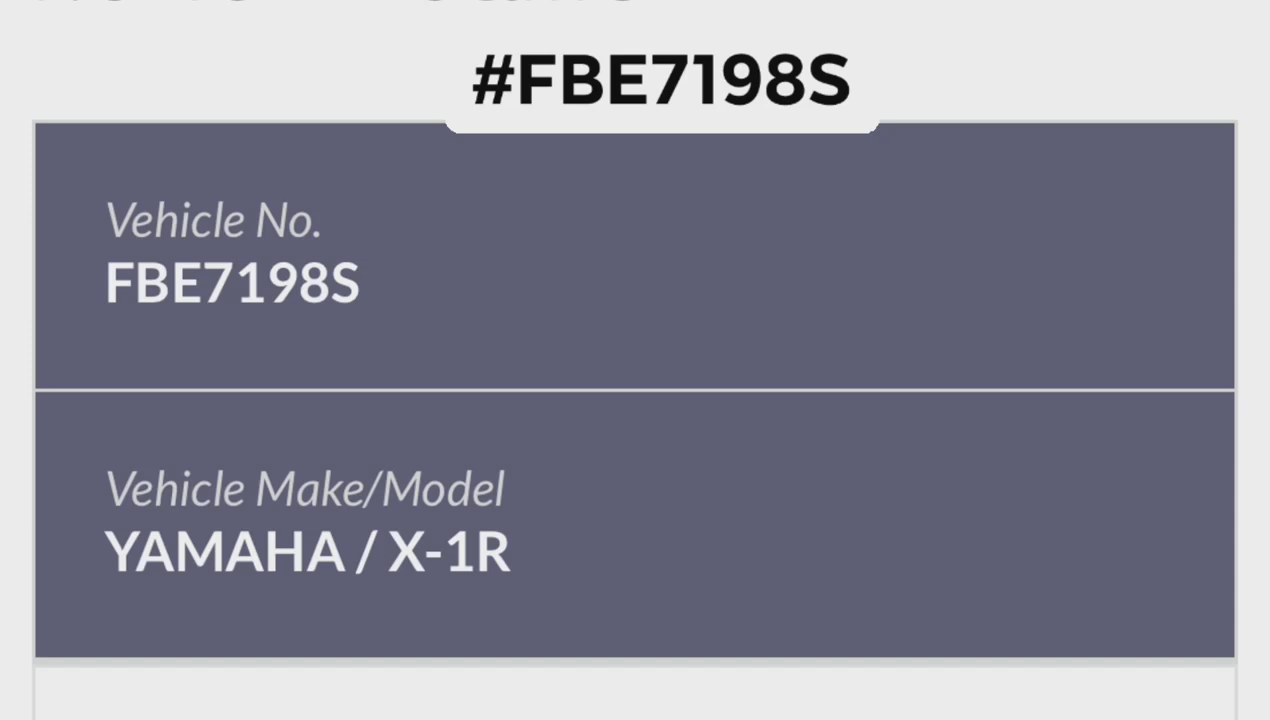 #FBE7198S
Vehicle No.
FBE7198S
Vehicle Make/Model
YAMAHA / X-1R